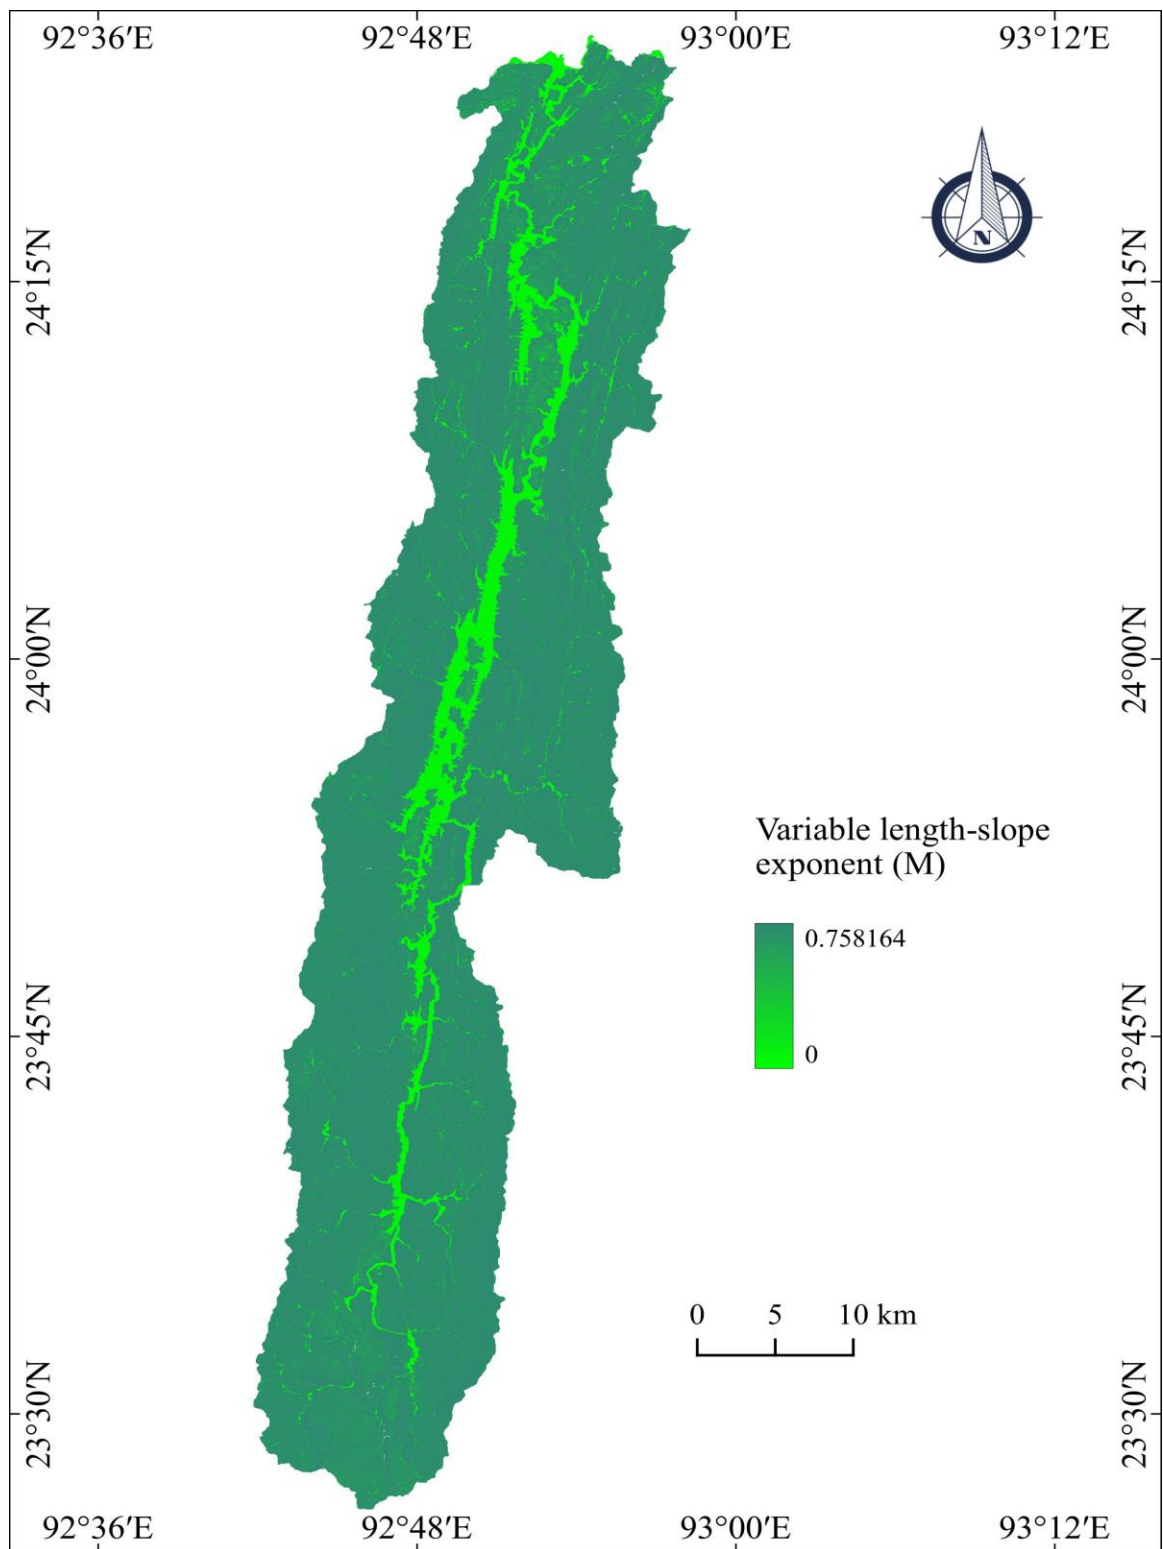 92°36′E 92°48′E 93°00′E 93°12′E
N
24°15′N 24°15′N
24°00′N 24°00′N
Variable length-slope
exponent (M)
0.758164
0
23°45′N 23°45′N
0 5 10 km
23°30′N 23°30′N
92°36′E 92°48′E 93°00′E 93°12′E